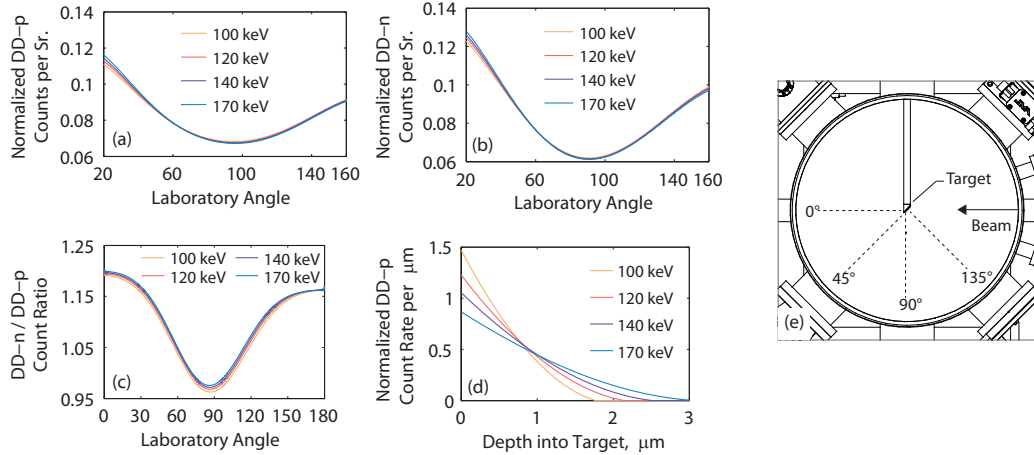 Normalized DD−p
Counts per Sr.
0.14
0.12
0.1
0.08
0.06
100 keV
120 keV
140 keV
170 keV
(a)
20
60
100
140
160
Laboratory Angle
Normalized DD−n
Counts per Sr.
0.14
0.12
0.1
0.08
0.06
100 keV
120 keV
140 keV
170 keV
(b)
20
60
100
140
160
Laboratory Angle
DD−n / DD−p
Count Ratio
1.25
1.15
1.05
0.95
100 keV
140 keV
120 keV
170 keV
(c)
0
30
60
90
120
150
180
Laboratory Angle
Normalized DD−p
Count Rate per μm
1.5
1.0
0.5
0
100 keV
120 keV
140 keV
170 keV
(d)
0
1
2
3
Depth into Target, μm
Target
0°
Beam
45°
135°
90°
(e)